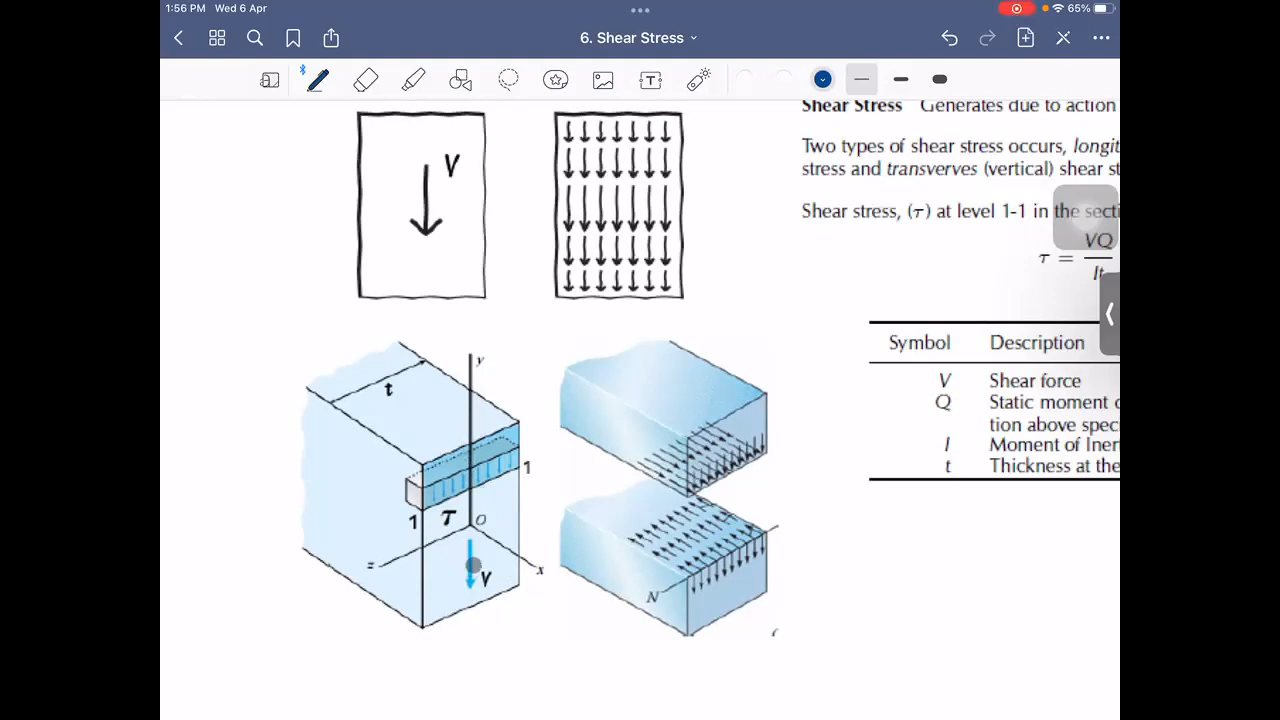 1:56 PM Wed 6 Apr
65%
6. Shear Stress
T
V
Shear Stress Generates due to action
Two types of shear stress occurs, longit
stress and transverves (vertical) shear st
Shear stress, (τ) at level 1-1 in the secti
τ = VQ
It
Symbol Description
V Shear force
Q Static moment o
tion above spec
I Moment of Iner
t Thickness at the
t
y
1
1
τ
O
z
x
V
N